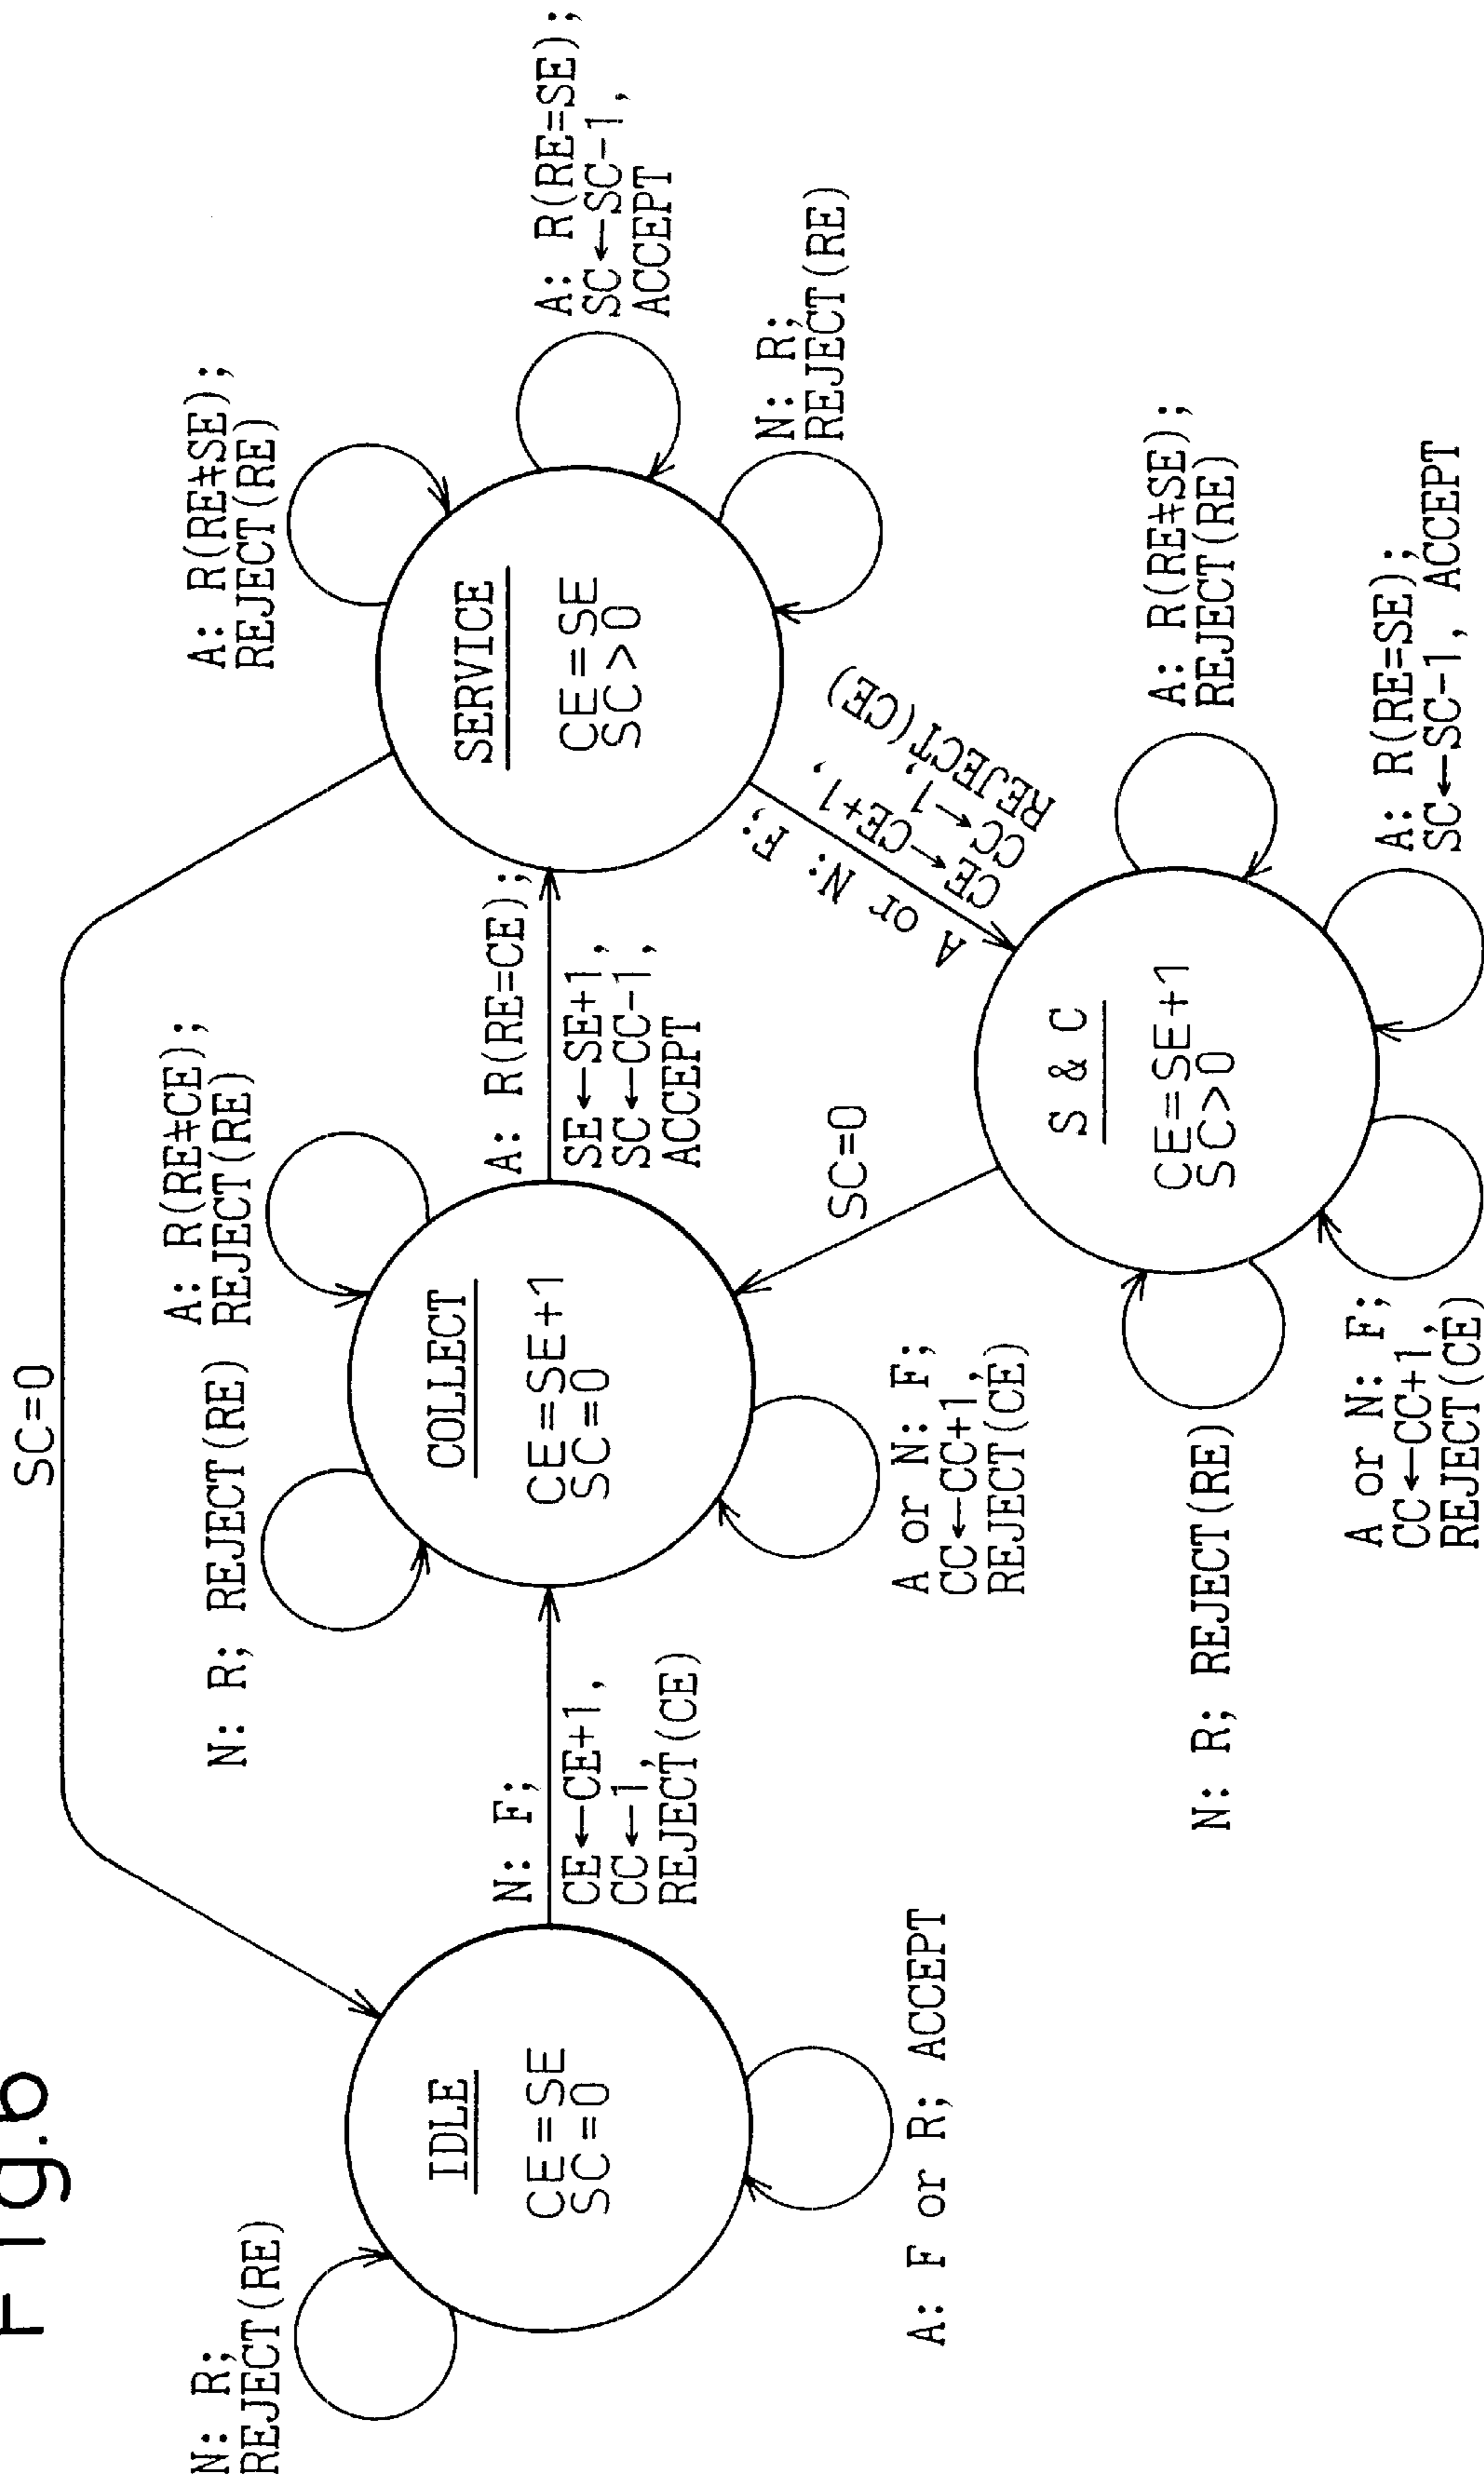 Fig.6
SC=0
N: R;
REJECT(RE)
IDLE
CE=SE
SC=0
A: F or R; ACCEPT
N: F;
CE←CE+1,
CC←1,
REJECT(CE)
N: R; REJECT(RE)
A: R(RE≠CE);
REJECT(RE)
COLLECT
CE=SE+1
SC=0
A or N: F;
CC←CC+1,
REJECT(CE)
A: R(RE=CE);
SE←SE+1,
SC←CC-1,
ACCEPT
A: R(RE≠SE);
REJECT(RE)
SERVICE
CE=SE
SC>0
A: R(RE=SE);
SC←SC-1,
ACCEPT
N: R;
REJECT(RE)
A or N: F;
CE←CE+1,
CC←1,
REJECT(CE)
SC=0
S & C
CE=SE+1
SC>0
N: R; REJECT(RE)
A or N: F;
CC←CC+1,
REJECT(CE)
A: R(RE=SE);
SC←SC-1, ACCEPT
A: R(RE≠SE);
REJECT(RE)